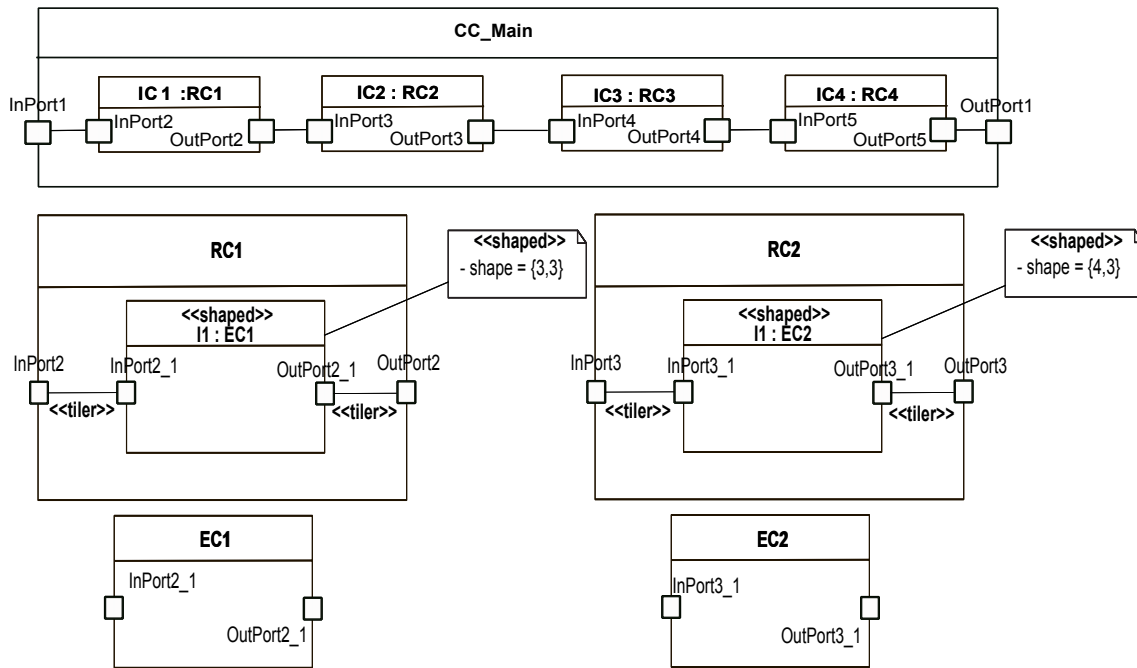 CC_Main
IC1 :RC1
IC2 : RC2
IC3 : RC3
IC4 : RC4
InPort1
OutPort1
InPort2
OutPort2
InPort3
OutPort3
InPort4
OutPort4
InPort5
OutPort5
RC1
<<shaped>>
- shape = {3,3}
<<shaped>>
I1 : EC1
InPort2
InPort2_1
OutPort2_1
OutPort2
<<tiler>>
<<tiler>>
RC2
<<shaped>>
- shape = {4,3}
<<shaped>>
I1 : EC2
InPort3
InPort3_1
OutPort3_1
OutPort3
<<tiler>>
<<tiler>>
EC1
InPort2_1
OutPort2_1
EC2
InPort3_1
OutPort3_1